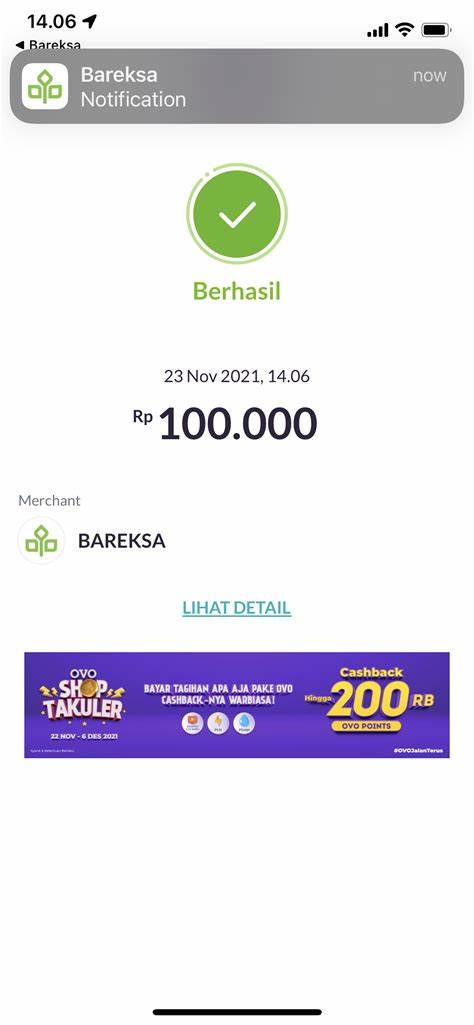 14.06
◀ Bareksa
Bareksa
now
Notification
Berhasil
23 Nov 2021, 14.06
Rp 100.000
Merchant
BAREKSA
LIHAT DETAIL
OVO
SHOP
TAKULER
22 NOV - 6 DES 2021
BAYAR TAGIHAN APA AJA PAKE OVO
CASHBACK-NYA WARBIASA!
Cashback
Hingga 200 RB
OVO POINTS
#OVOJalanTerus